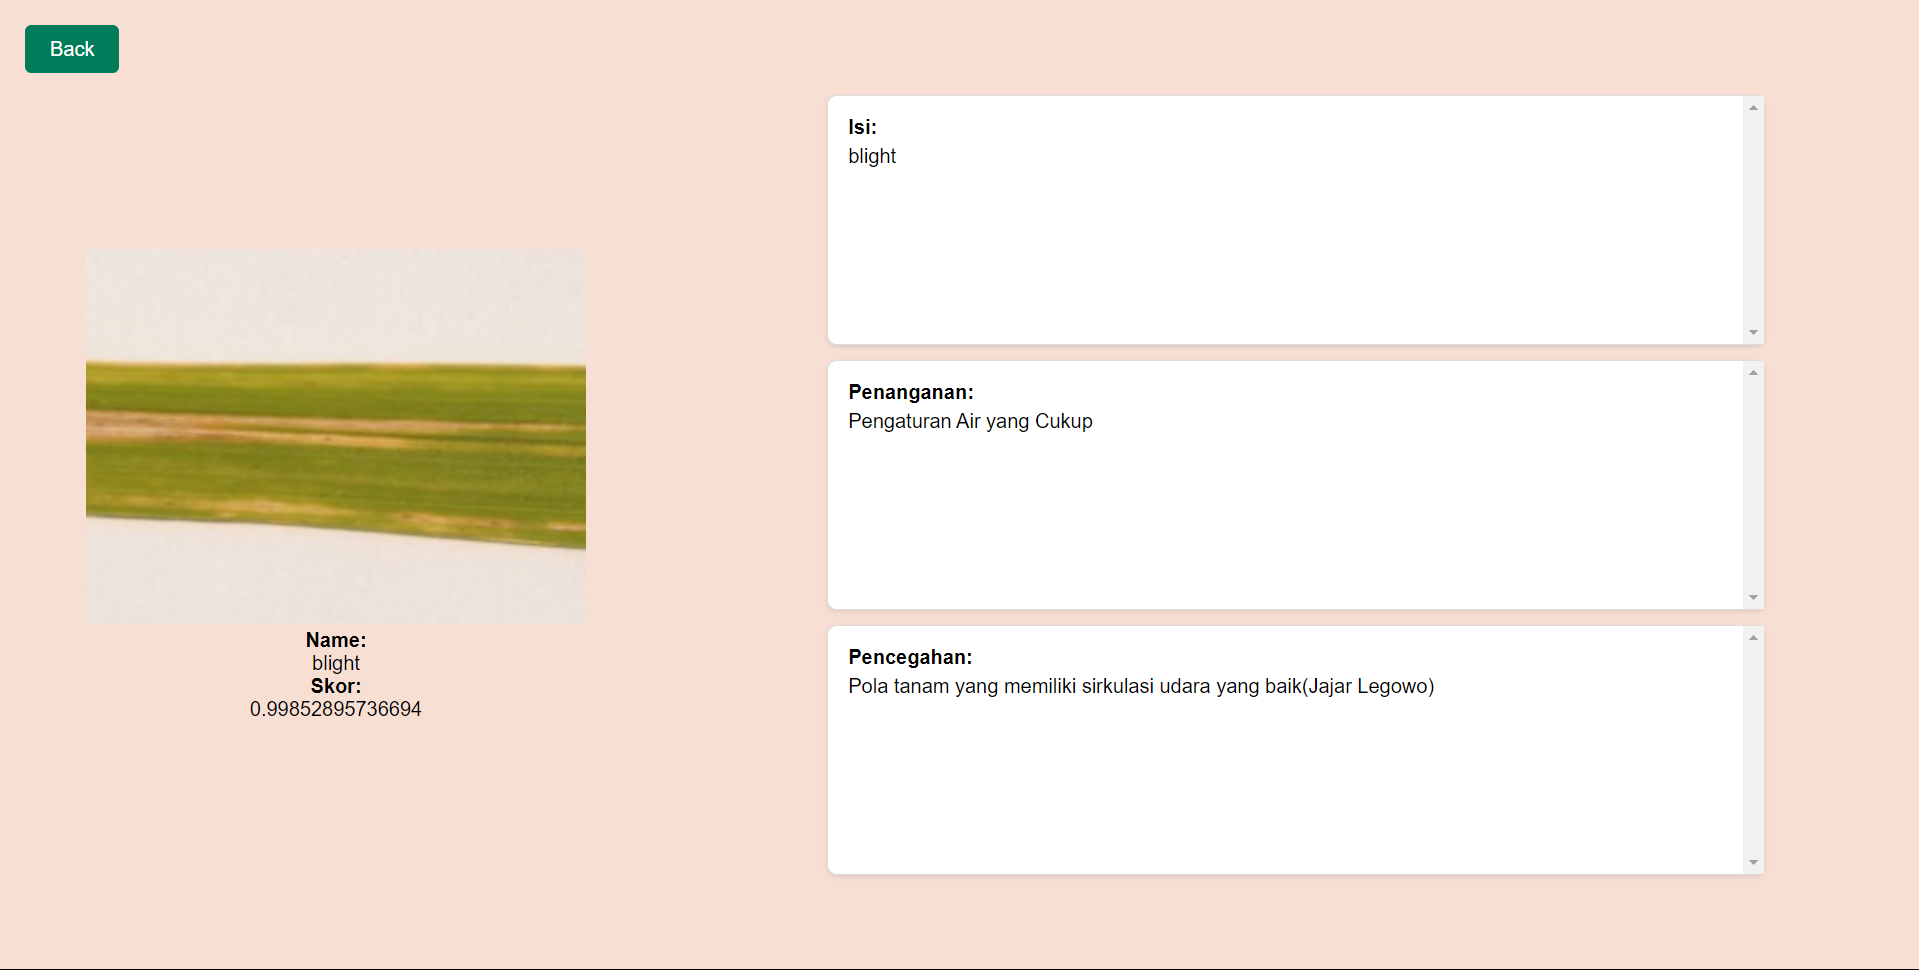 Back
Name:
blight
Skor:
0.99852895736694
Isi:
blight
Penanganan:
Pengaturan Air yang Cukup
Pencegahan:
Pola tanam yang memiliki sirkulasi udara yang baik(Jajar Legowo)